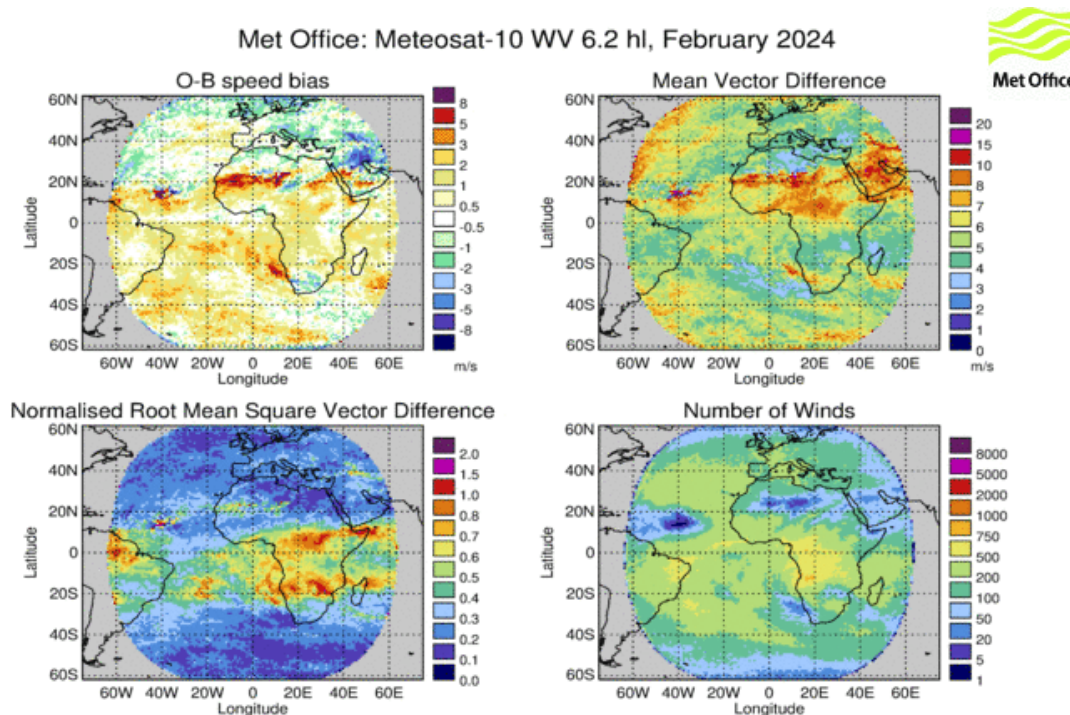 Met Office: Meteosat-10 WV 6.2 hl, February 2024
Met Office
O-B speed bias
60N
40N
20N
0
20S
40S
60S
Latitude
60W 40W 20W 0 20E 40E 60E
Longitude
8
5
3
2
1
0.5
-0.5
-1
-2
-3
-5
-8
m/s
Mean Vector Difference
60N
40N
20N
0
20S
40S
60S
Latitude
60W 40W 20W 0 20E 40E 60E
Longitude
20
15
10
8
7
6
5
4
3
2
1
0
m/s
Normalised Root Mean Square Vector Difference
60N
40N
20N
0
20S
40S
60S
Latitude
60W 40W 20W 0 20E 40E 60E
Longitude
2.0
1.5
1.0
0.8
0.7
0.6
0.5
0.4
0.3
0.2
0.1
0.0
Number of Winds
60N
40N
20N
0
20S
40S
60S
Latitude
60W 40W 20W 0 20E 40E 60E
Longitude
8000
5000
2000
1000
750
500
200
100
50
20
5
1